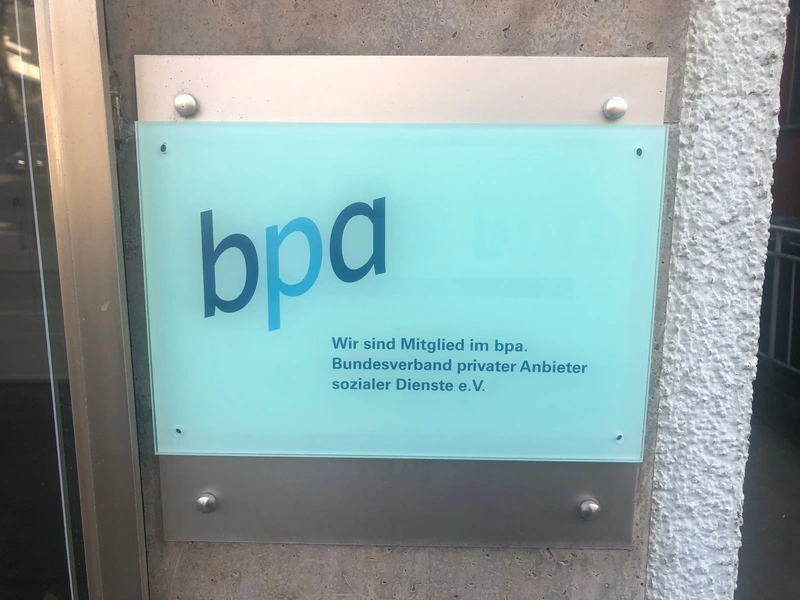 bpa
Wir sind Mitglied im bpa.
Bundesverband privater Anbieter
sozialer Dienste e.V.